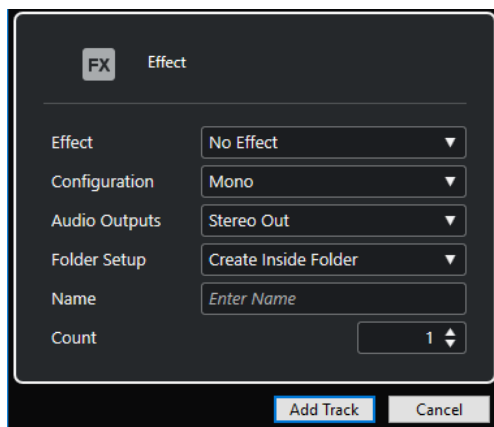 FX Effect
Effect No Effect
Configuration Mono
Audio Outputs Stereo Out
Folder Setup Create Inside Folder
Name Enter Name
Count 1
Add Track Cancel